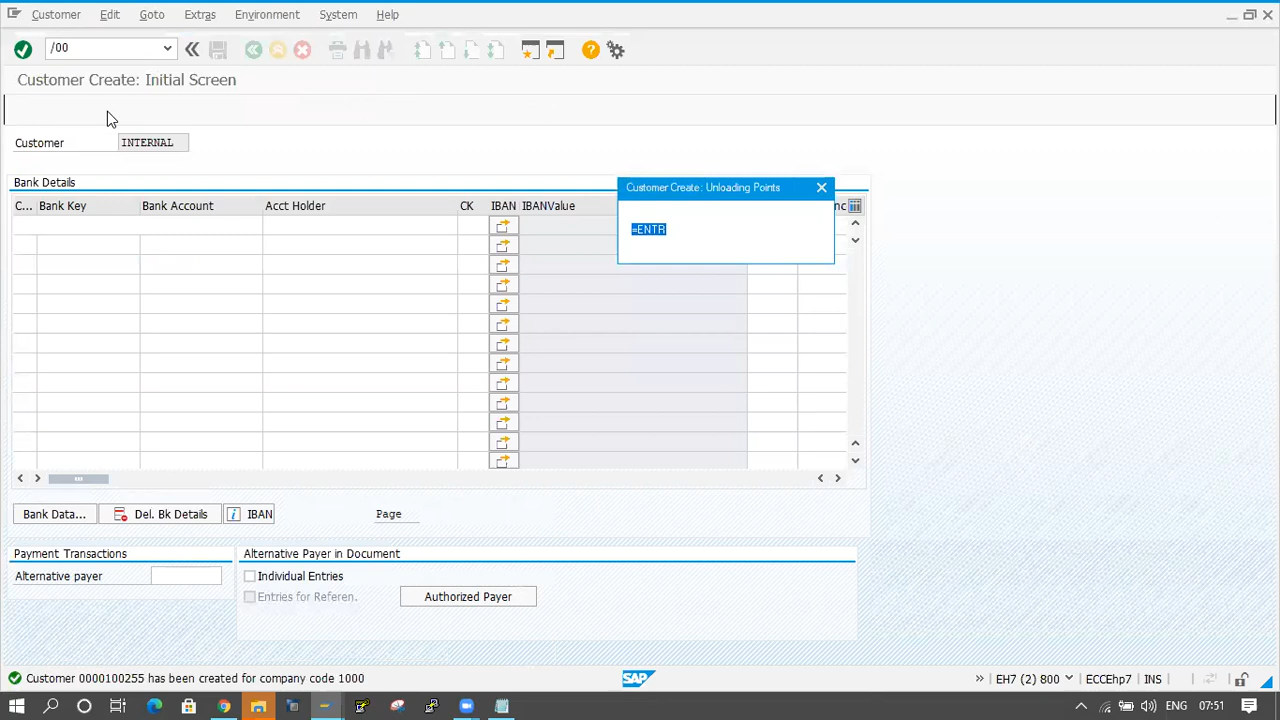 Customer Edit Goto Extras Environment System Help
/00
Customer Create: Initial Screen
Customer INTERNAL
Bank Details
C... Bank Key Bank Account Acct Holder CK IBAN IBANValue nc
Customer Create: Unloading Points
=ENTR
Bank Data... Del. Bk Details IBAN Page
Payment Transactions
Alternative payer
Alternative Payer in Document
Individual Entries
Entries for Referen.
Authorized Payer
Customer 0000100255 has been created for company code 1000
SAP
EH7 (2) 800 ECCEhp7 INS
ENG 07:51